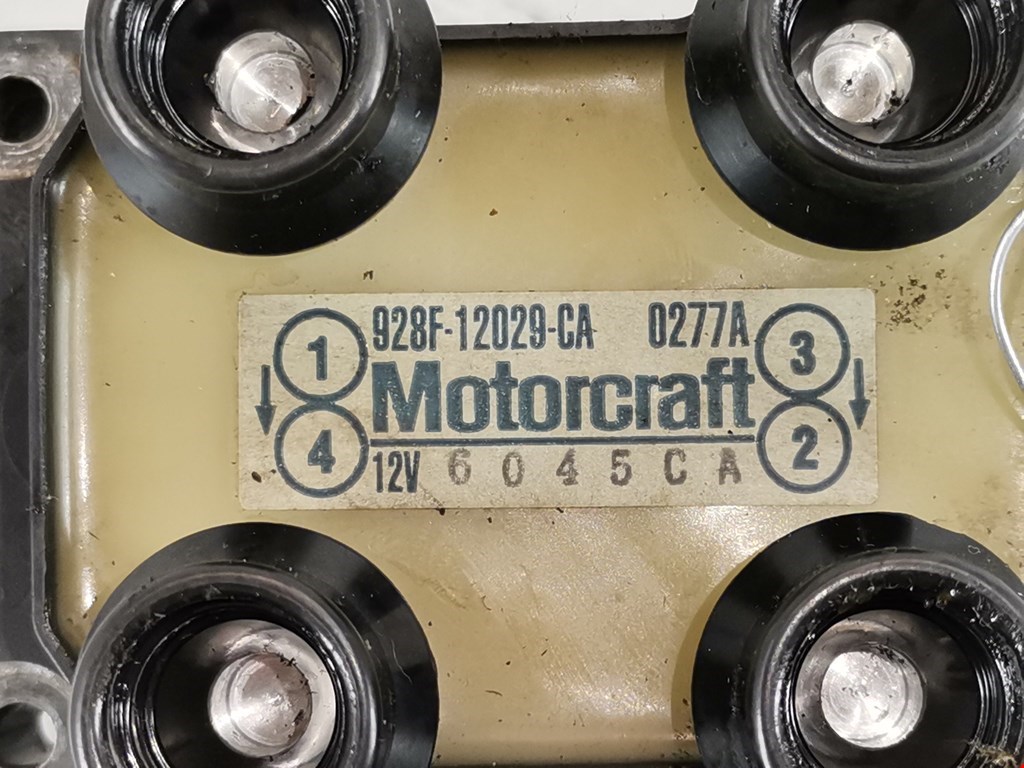 1 928F-12029-CA 0277A 3
Motorcraft
4 12V 6045CA 2